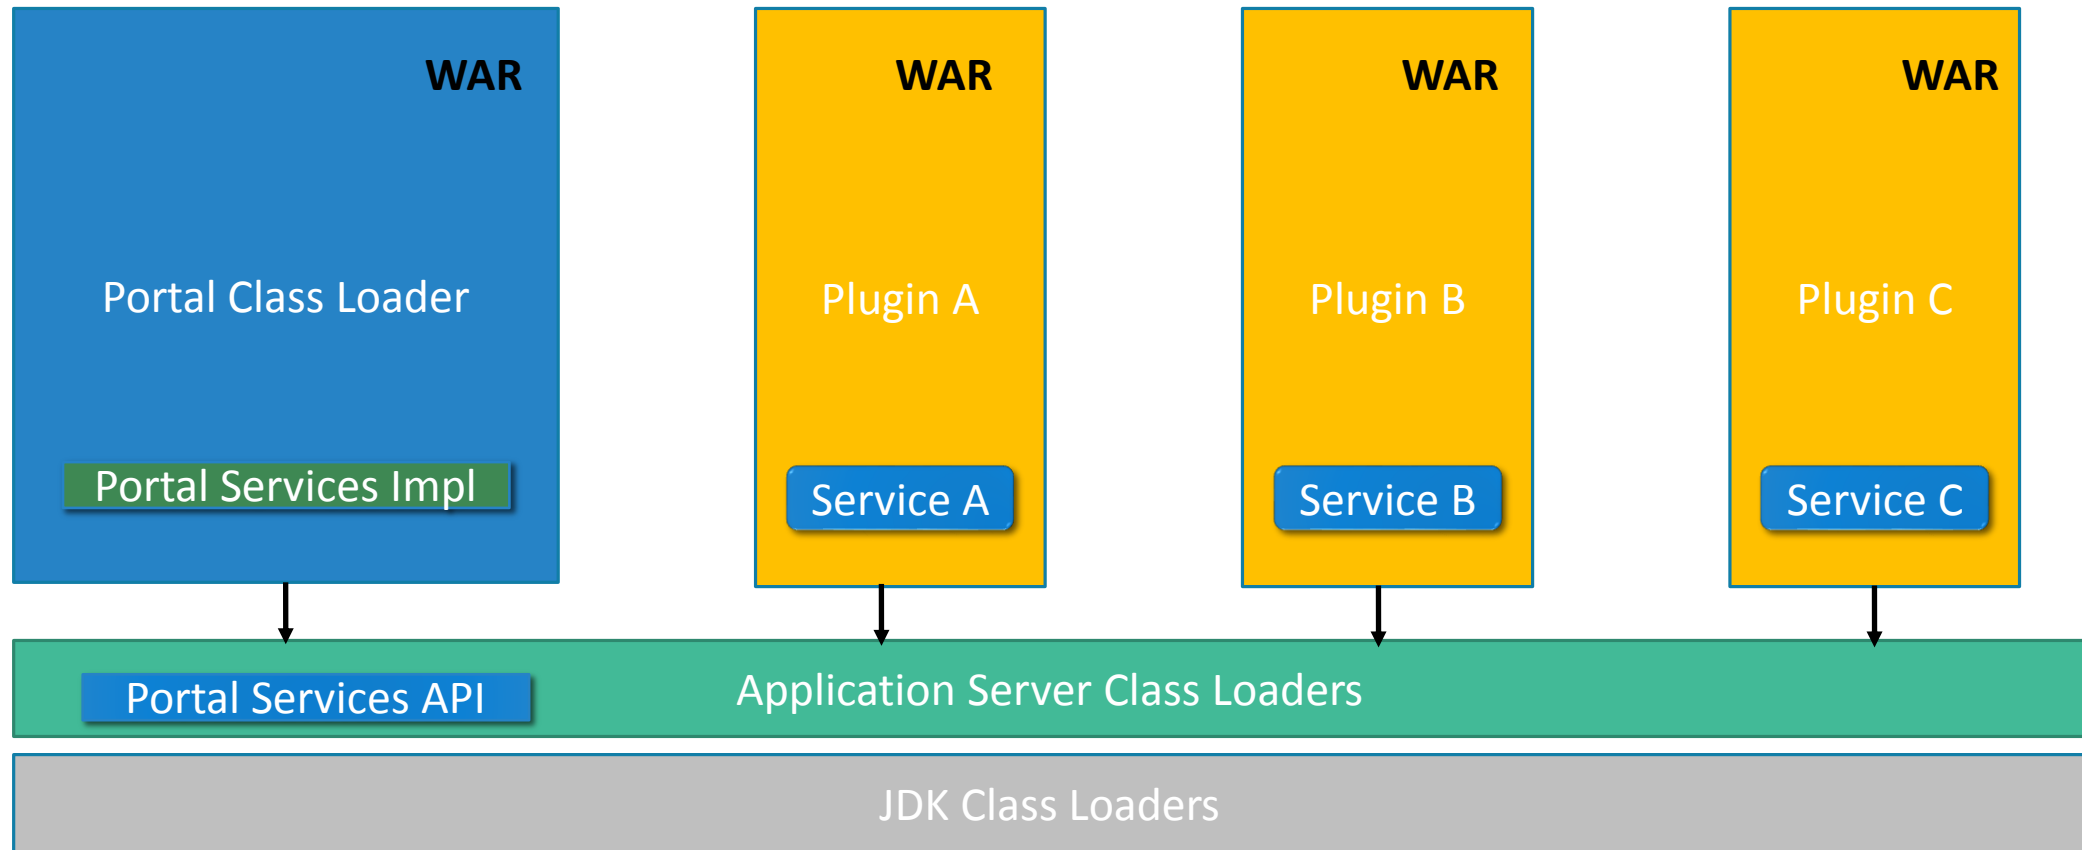 WAR
WAR
WAR
WAR
Portal Class Loader
Plugin A
Plugin B
Plugin C
Portal Services Impl
Service A
Service B
Service C
Portal Services API
Application Server Class Loaders
JDK Class Loaders